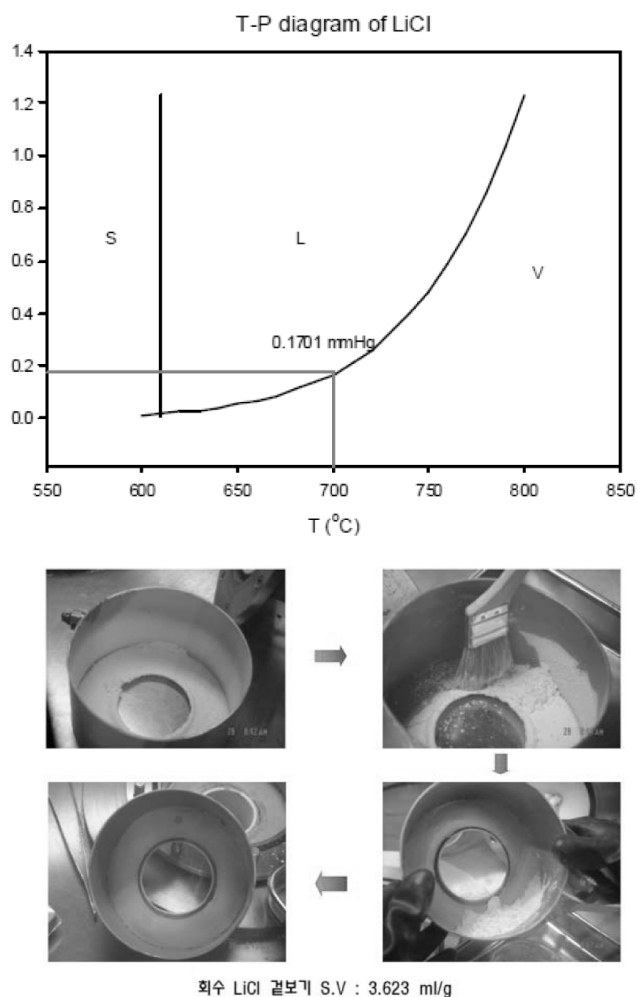 T-P diagram of LiCl
1.4
1.2
1.0
0.8
0.6
0.4
0.2
0.0
S
L
V
0.1701 mmHg
550 600 650 700 750 800 850
T (°C)
회수 LiCl 겉보기 S.V : 3.623 ml/g